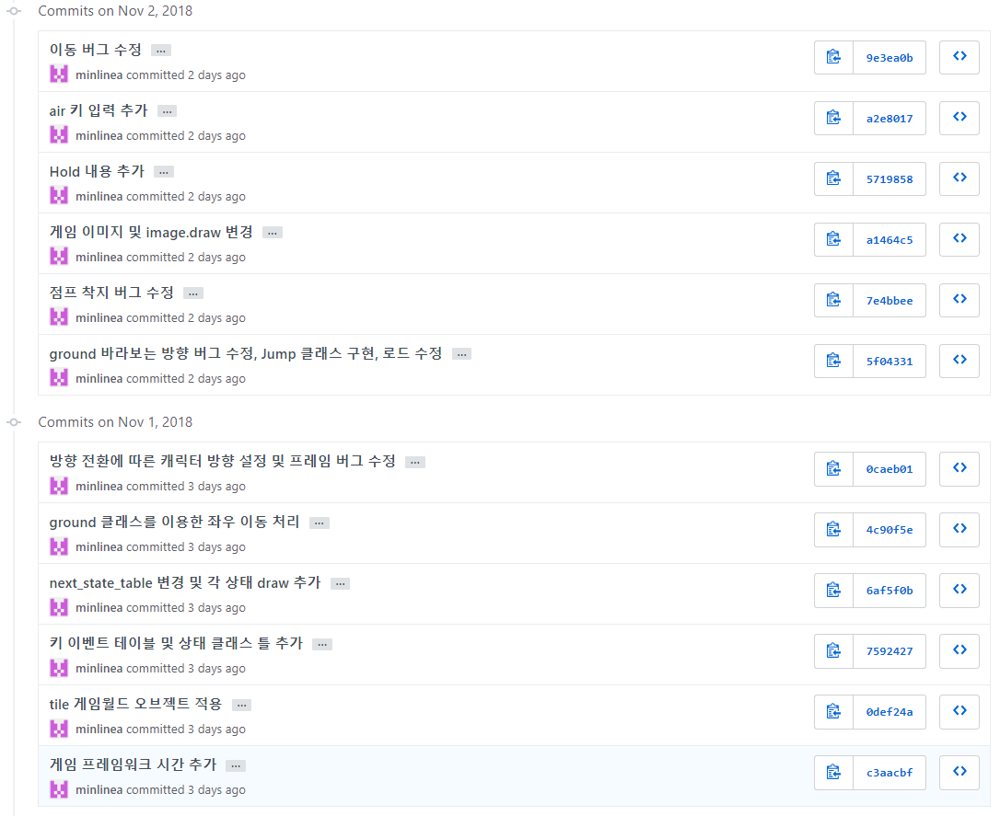 Commits on Nov 2, 2018
이동 버그 수정 …
9e3ea0b
minlinea committed 2 days ago
air 키 입력 추가 …
a2e8017
minlinea committed 2 days ago
Hold 내용 추가 …
5719858
minlinea committed 2 days ago
게임 이미지 및 image.draw 변경 …
a1464c5
minlinea committed 2 days ago
점프 착지 버그 수정 …
7e4bbee
minlinea committed 2 days ago
ground 바라보는 방향 버그 수정, Jump 클래스 구현, 로드 수정 …
5f04331
minlinea committed 2 days ago
Commits on Nov 1, 2018
방향 전환에 따른 캐릭터 방향 설정 및 프레임 버그 수정 …
0caeb01
minlinea committed 3 days ago
ground 클래스를 이용한 좌우 이동 처리 …
4c90f5e
minlinea committed 3 days ago
next_state_table 변경 및 각 상태 draw 추가 …
6af5f0b
minlinea committed 3 days ago
키 이벤트 테이블 및 상태 클래스 틀 추가 …
7592427
minlinea committed 3 days ago
tile 게임월드 오브젝트 적용 …
0def24a
minlinea committed 3 days ago
게임 프레임워크 시간 추가 …
c3aacbf
minlinea committed 3 days ago